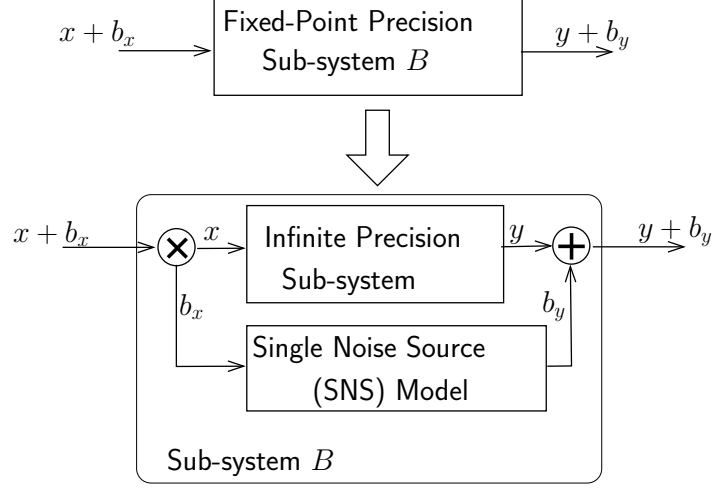 Fixed-Point Precision
x + b_x
y + b_y
Sub-system B
x + b_x
x
Infinite Precision
Sub-system
y
y + b_y
b_x
b_y
Single Noise Source
(SNS) Model
Sub-system B